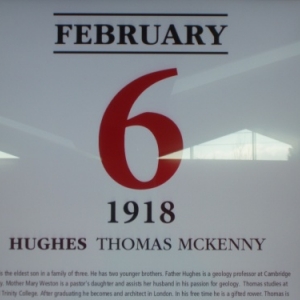 FEBRUARY
6
1918
HUGHES THOMAS MCKENNY
is the eldest son in a family of three. He has two younger brothers. Father Hughes is a geology professor at Cambridge
Mother Mary Weston is a pastor's daughter and assists her husband in his passion for geology. Thomas studies at
Trinity College. After graduating he becomes and architect in London. In his free time he is a gifted rower. Thomas is